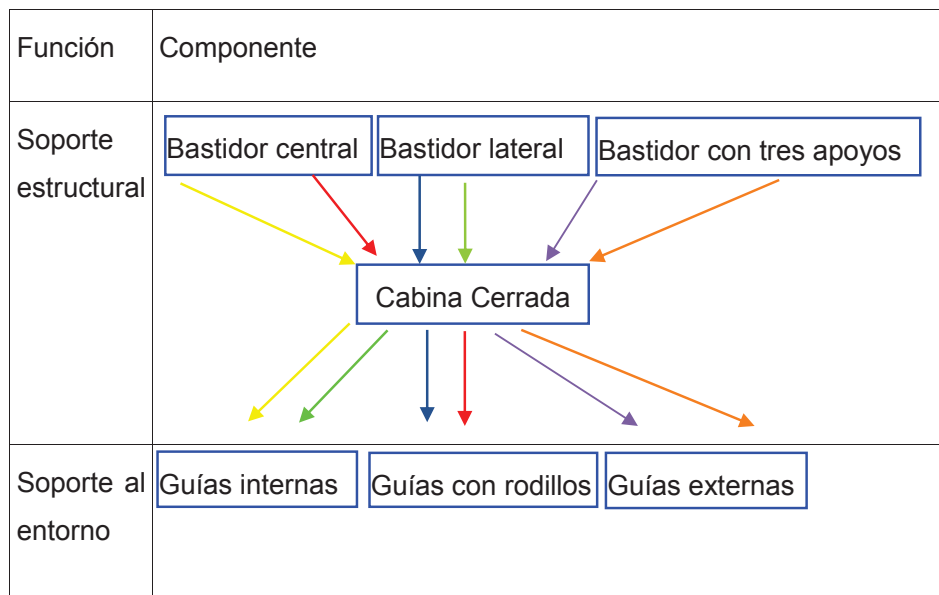 Función Componente
Soporte
estructural
Bastidor central Bastidor lateral Bastidor con tres apoyos
Cabina Cerrada
Soporte al
entorno
Guías internas Guías con rodillos Guías externas